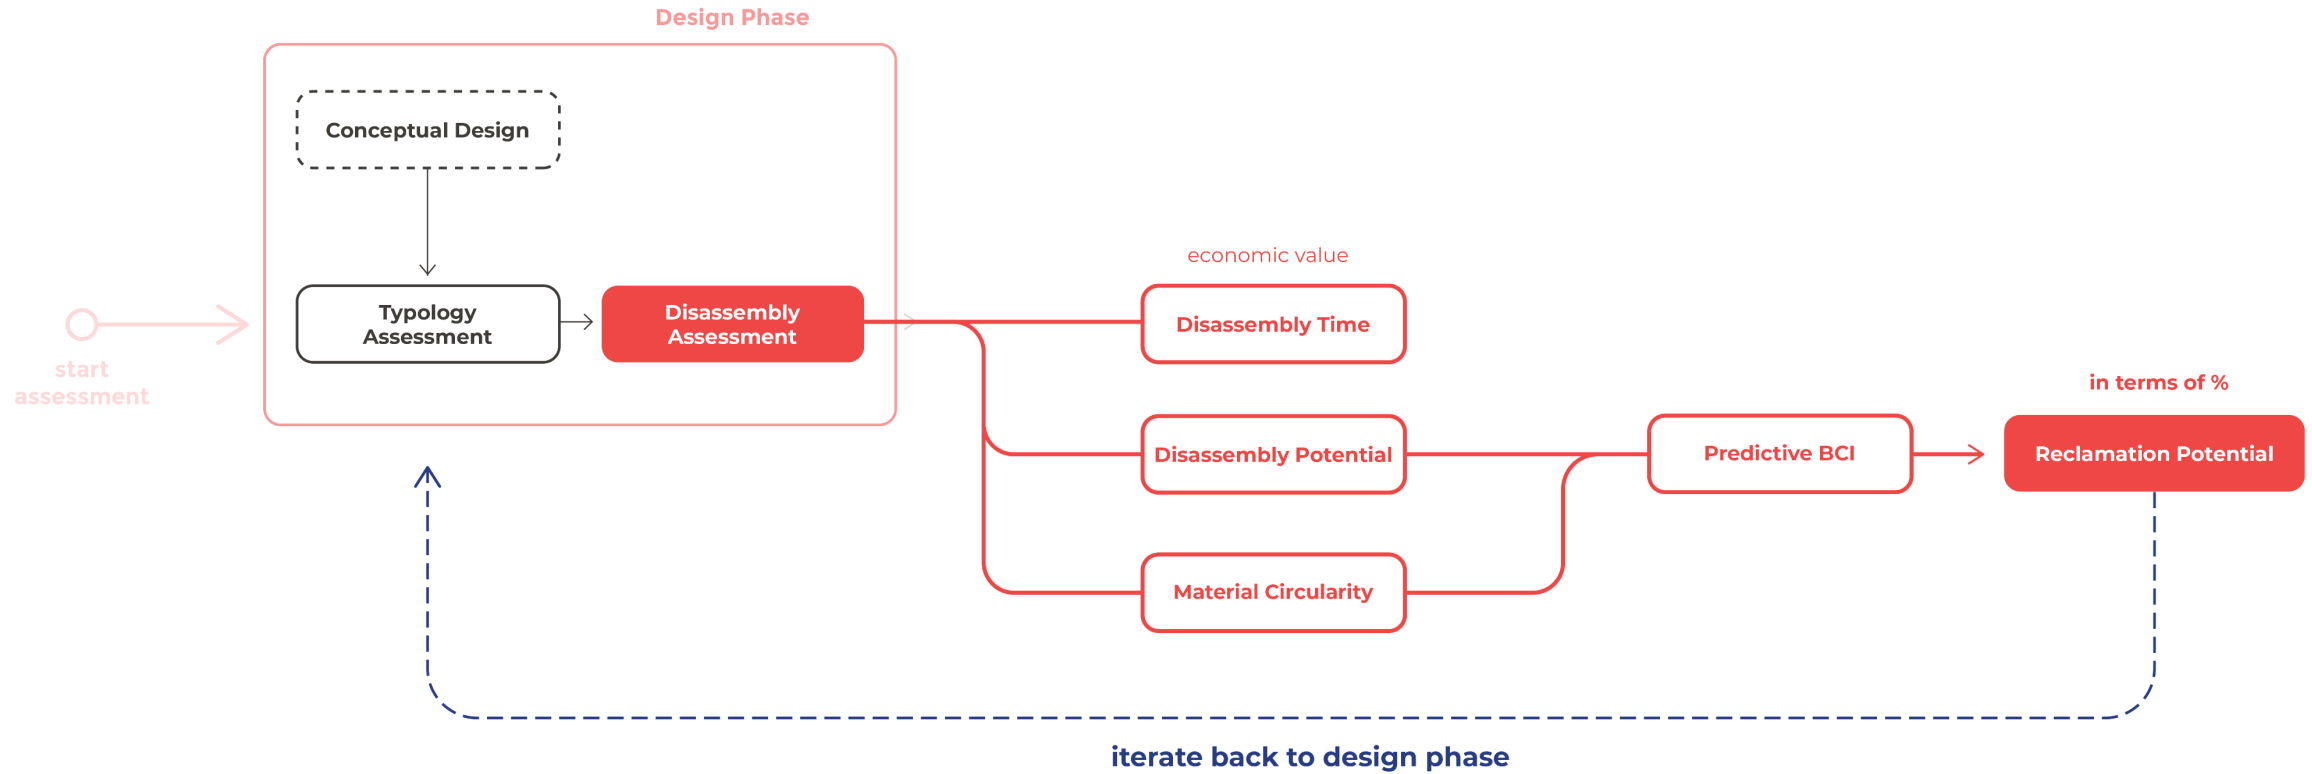 Design Phase
Conceptual Design
Typology
Assessment
Disassembly
Assessment
start
assessment
economic value
Disassembly Time
Disassembly Potential
Material Circularity
Predictive BCI
in terms of %
Reclamation Potential
iterate back to design phase